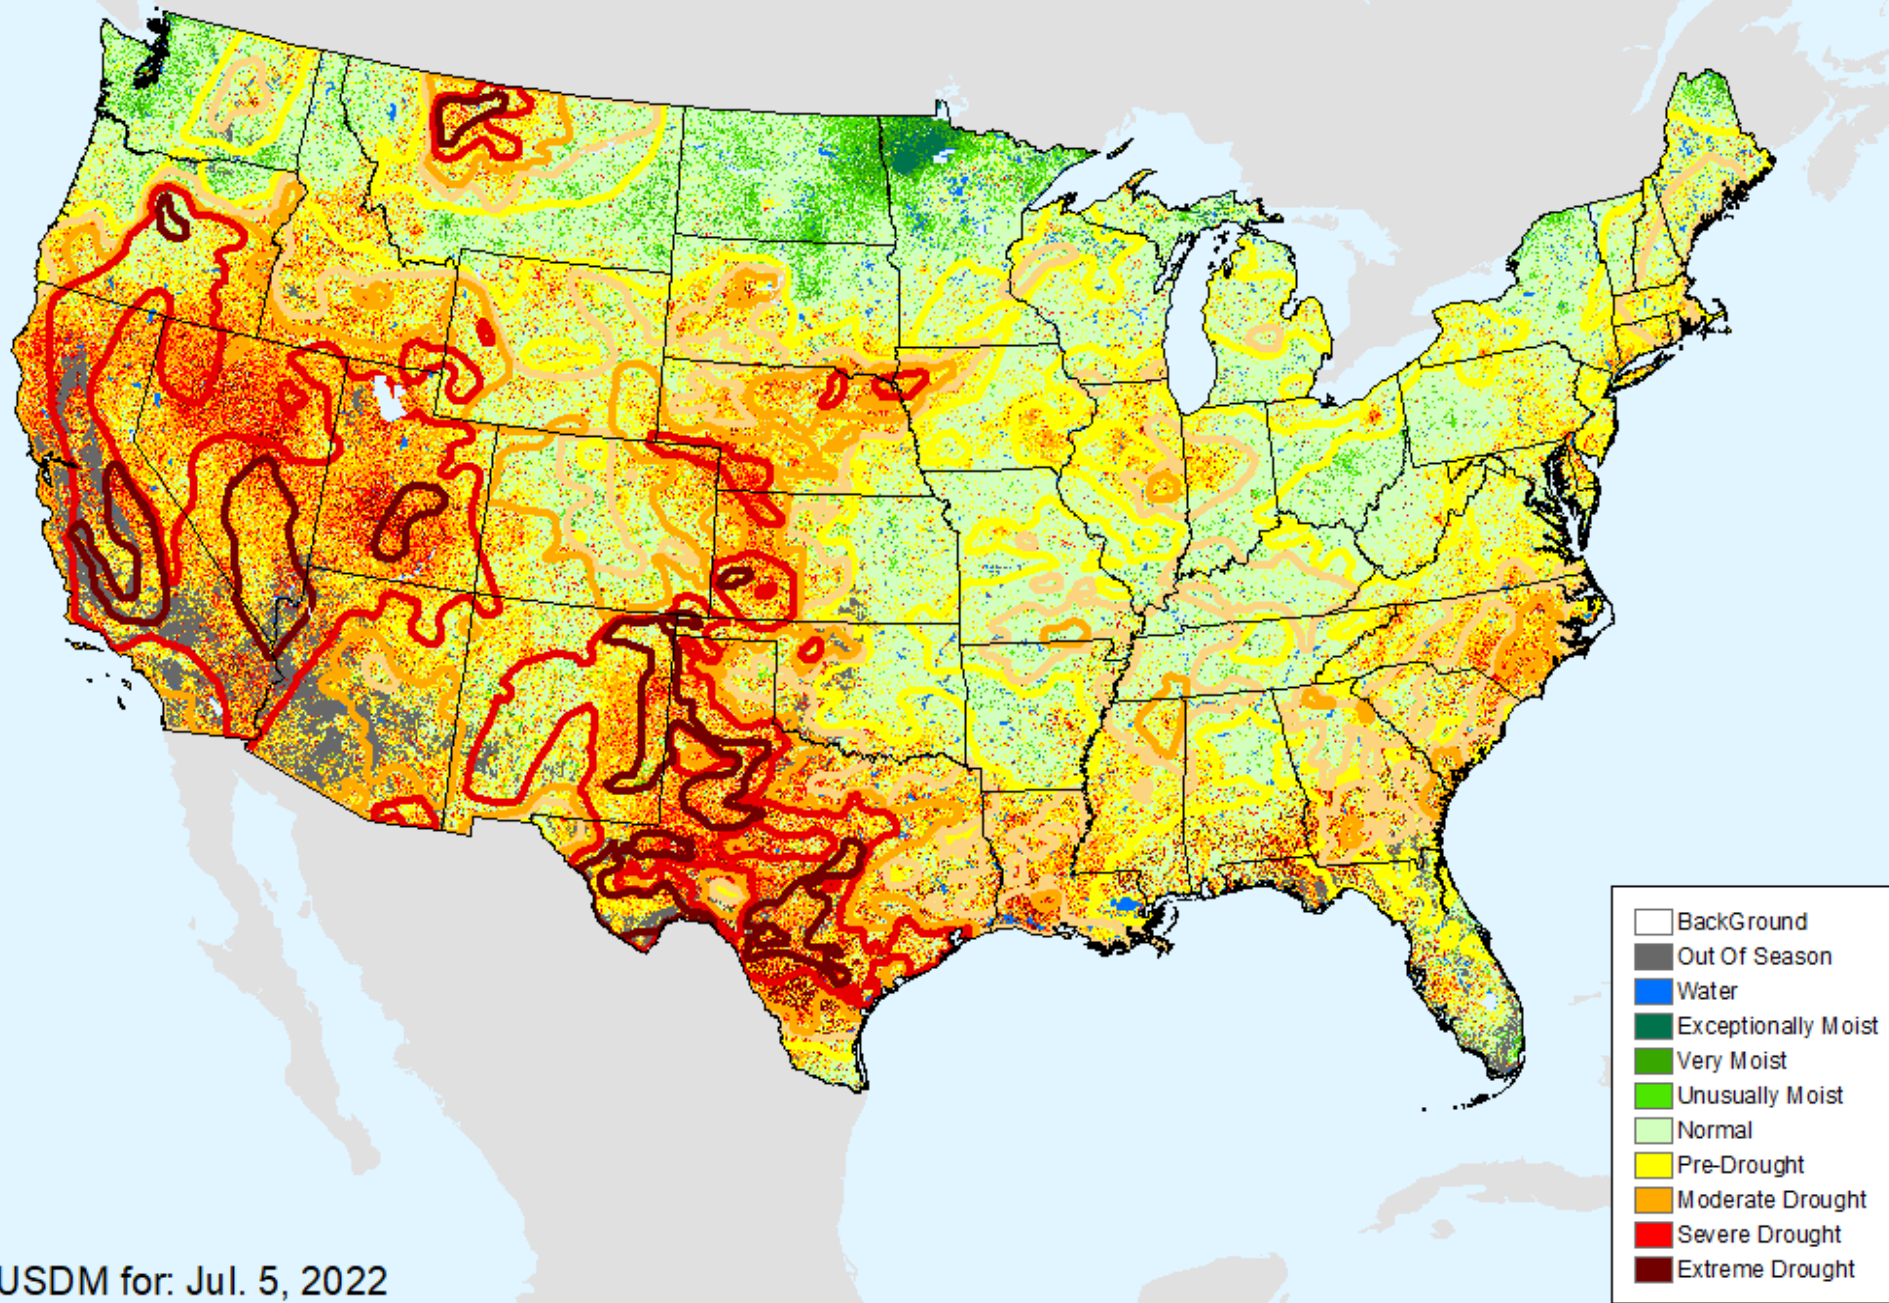 BackGround
Out Of Season
Water
Exceptionally Moist
Very Moist
Unusually Moist
Normal
Pre-Drought
Moderate Drought
Severe Drought
Extreme Drought
USDM for: Jul. 5, 2022